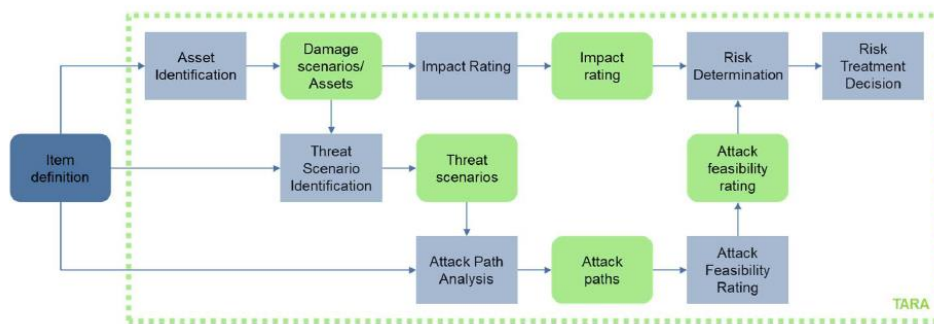 Asset
Identification
Damage
scenarios/
Assets
Impact Rating
Impact
rating
Risk
Determination
Risk
Treatment
Decision
Item
definition
Threat
Scenario
Identification
Threat
scenarios
Attack
feasibility
rating
Attack Path
Analysis
Attack
paths
Attack
Feasibility
Rating
TARA